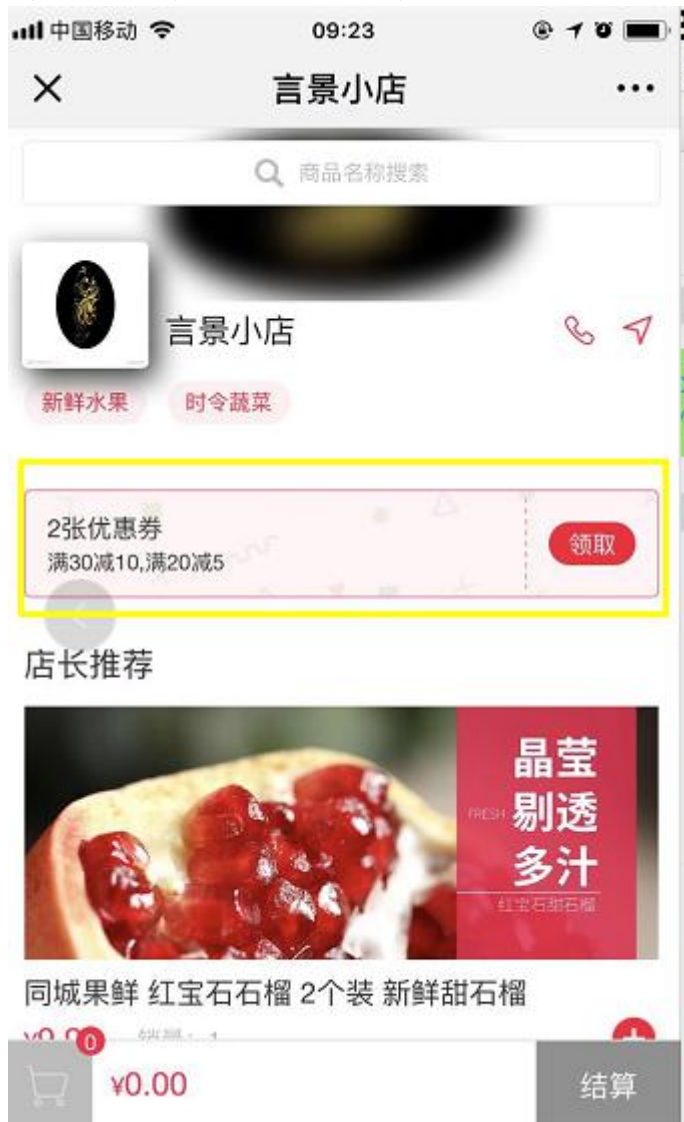 中国移动 09:23
言景小店
商品名称搜索
言景小店
新鲜水果 时令蔬菜
2张优惠券
满30减10,满20减5
领取
店长推荐
晶莹
FRESH 剔透
多汁
红宝石甜石榴
同城果鲜 红宝石石榴 2个装 新鲜甜石榴
0
¥0.00 结算